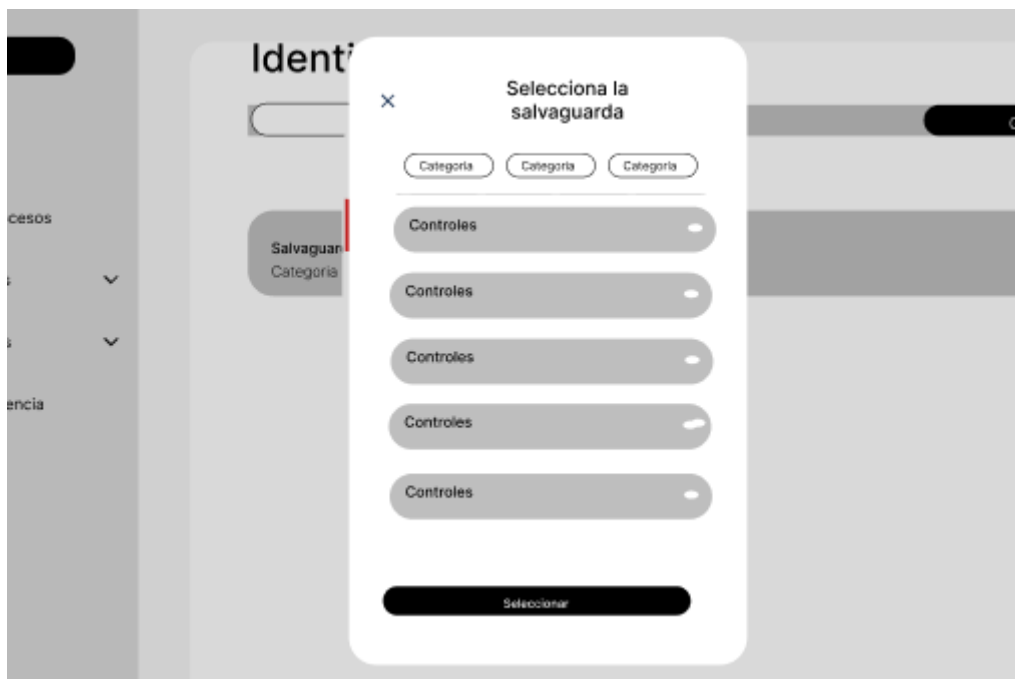 Identi
Selecciona la
salvaguarda
Categoria Categoria Categoria
cesos
Controles
Salvaguar
Categoria
s
Controles
s
Controles
encia
Controles
Controles
Seleccionar